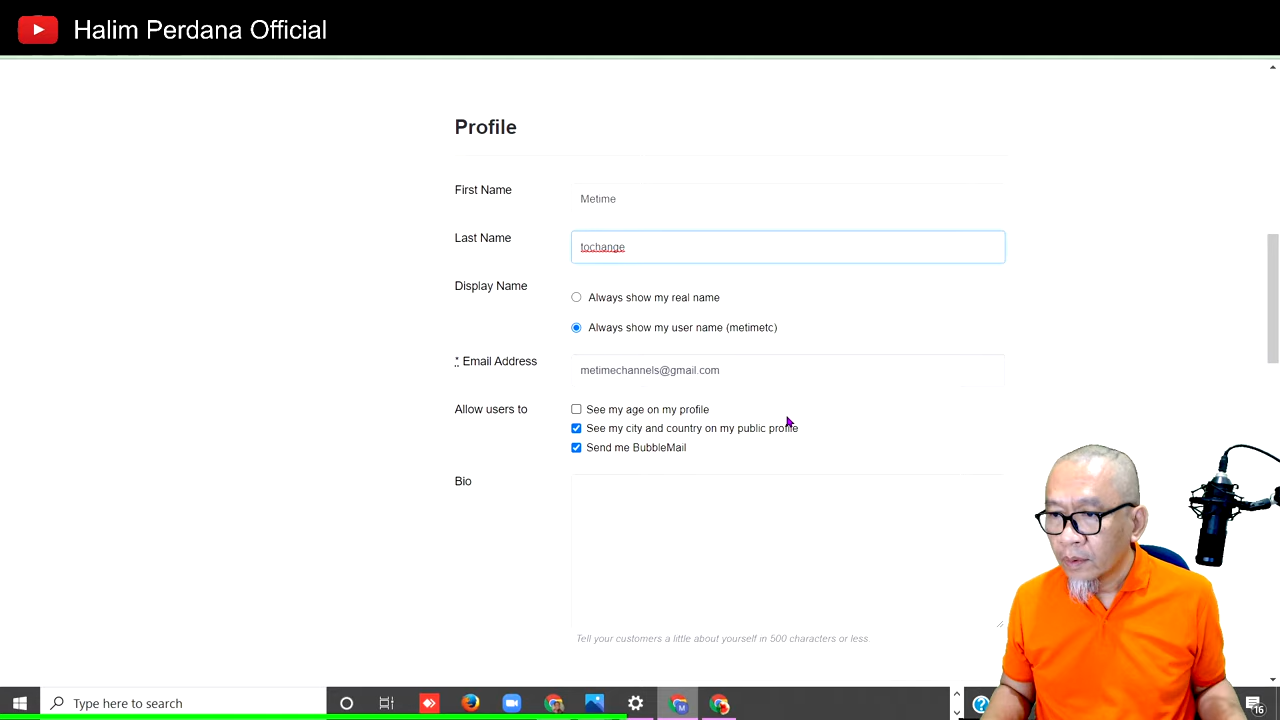 Halim Perdana Official
Profile
First Name
Metime
Last Name
tochange
Display Name
Always show my real name
Always show my user name (metimetc)
* Email Address
metimechannels@gmail.com
Allow users to
See my age on my profile
See my city and country on my public profile
Send me BubbleMail
Bio
Tell your customers a little about yourself in 500 characters or less.
Type here to search
16